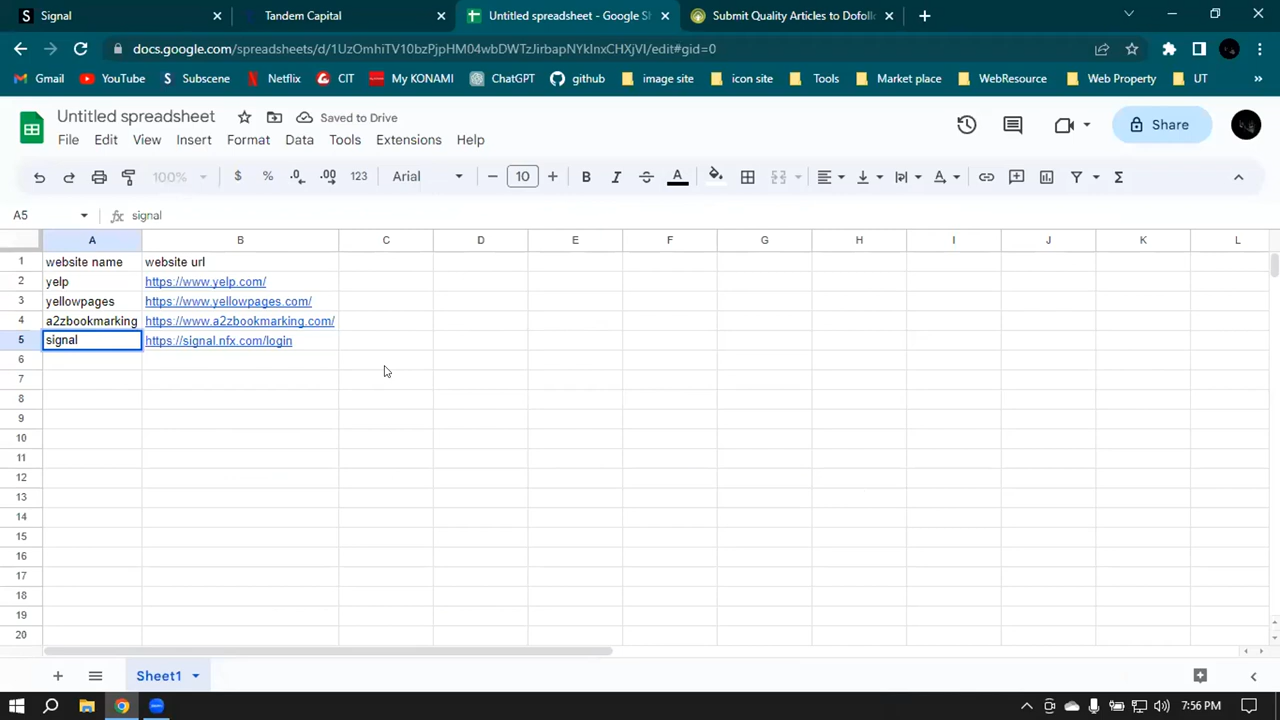 Signal
Tandem Capital
Untitled spreadsheet - Google Sh
Submit Quality Articles to Dofollo
docs.google.com/spreadsheets/d/1UzOmhiTV10bzPjpHM04wbDWTzJirbapNYkInxCHXjVI/edit#gid=0
Gmail YouTube Subscene Netflix CIT My KONAMI ChatGPT github image site icon site Tools Market place WebResource Web Property UT
Untitled spreadsheet Saved to Drive
File Edit View Insert Format Data Tools Extensions Help
Share
100% $ % .0 .00 123 Arial 10 B I A
A5 fx signal
A B C D E F G H I J K L
1 website name website url
2 yelp https://www.yelp.com/
3 yellowpages https://www.yellowpages.com/
4 a2zbookmarking https://www.a2zbookmarking.com/
5 signal https://signal.nfx.com/login
6
7
8
9
10
11
12
13
14
15
16
17
18
19
20
Sheet1
7:56 PM